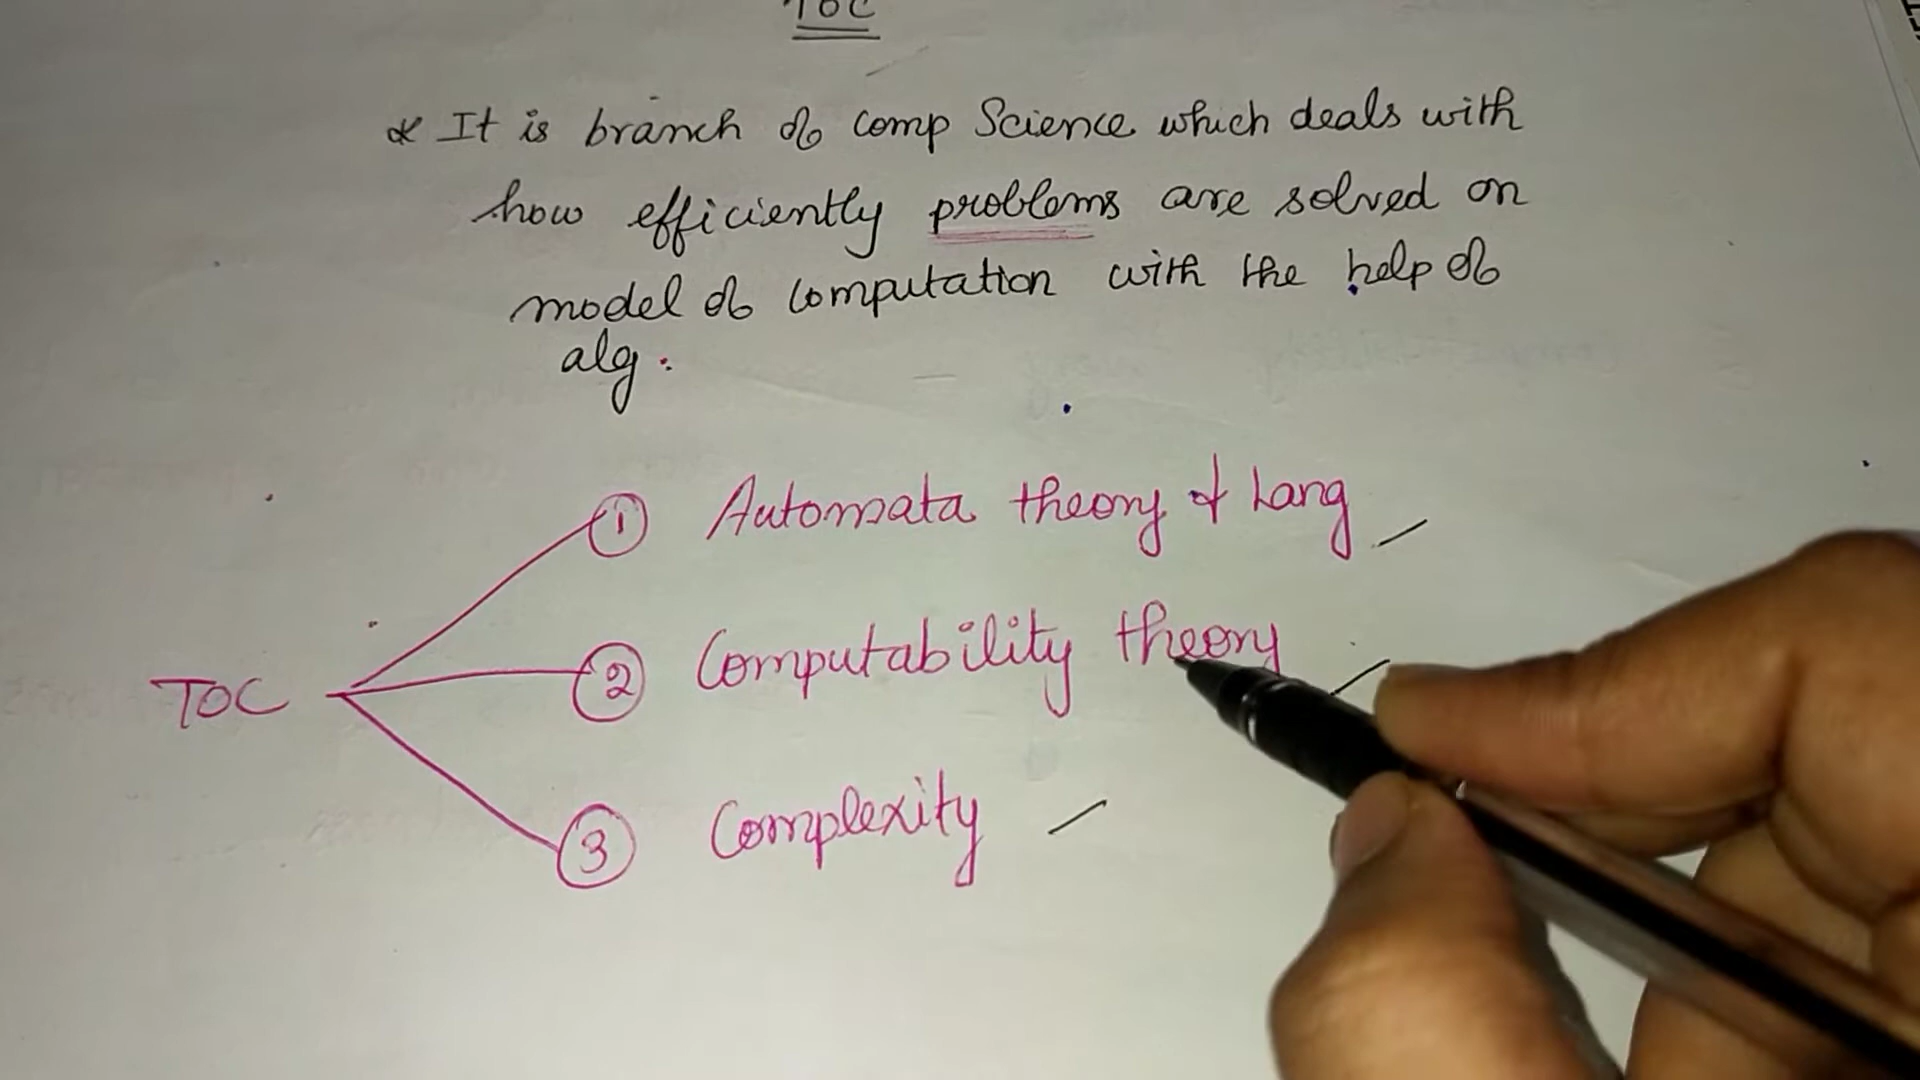 TOC
* It is branch of comp Science which deals with
how efficiently problems are solved on
model of computation with the help of
alg.
① Automata theory & Lang
② Computability theory
TOC
③ Complexity